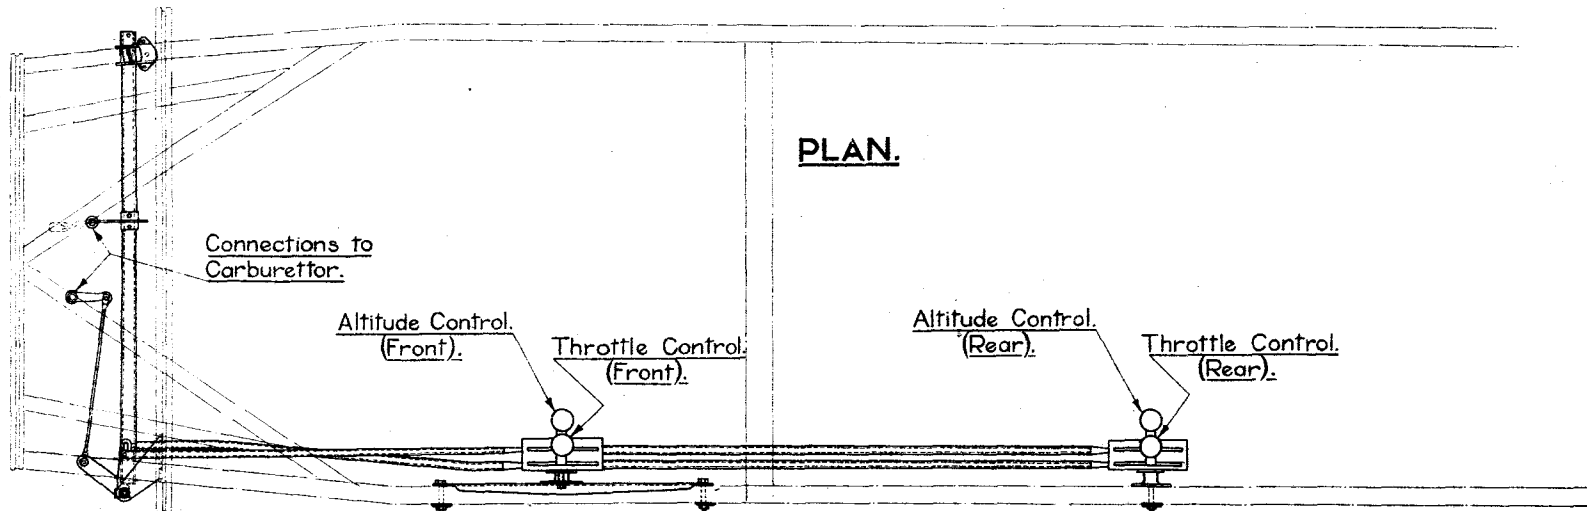 PLAN.
Connections to
Carburettor.
Altitude Control.
(Front).
Throttle Control.
(Front).
Altitude Control.
(Rear).
Throttle Control.
(Rear).